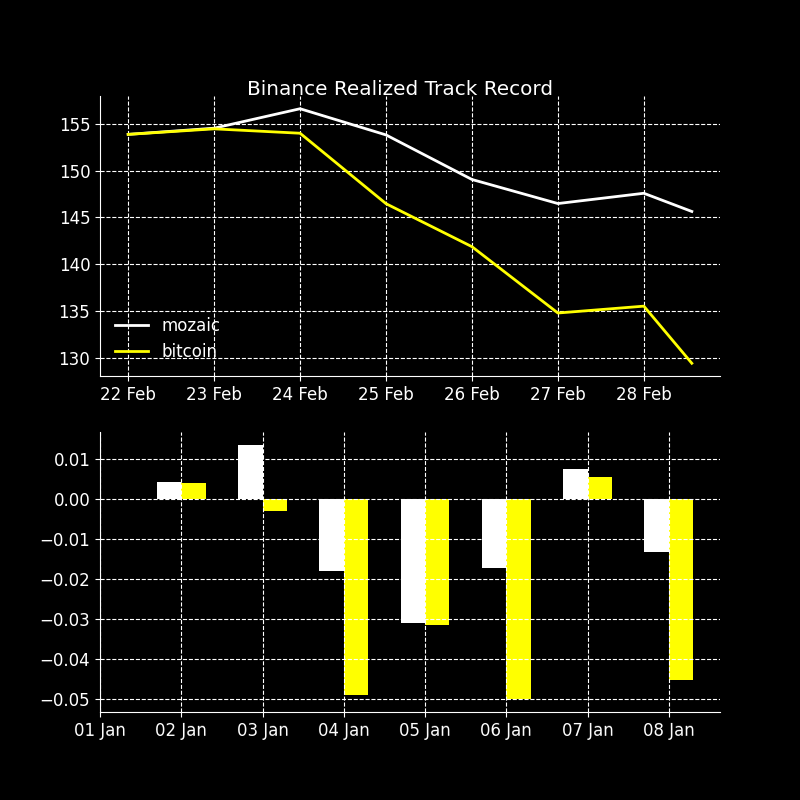 Binance Realized Track Record
155
150
145
140
135
130
mozaic
bitcoin
22 Feb 23 Feb 24 Feb 25 Feb 26 Feb 27 Feb 28 Feb
0.01
0.00
−0.01
−0.02
−0.03
−0.04
−0.05
01 Jan 02 Jan 03 Jan 04 Jan 05 Jan 06 Jan 07 Jan 08 Jan